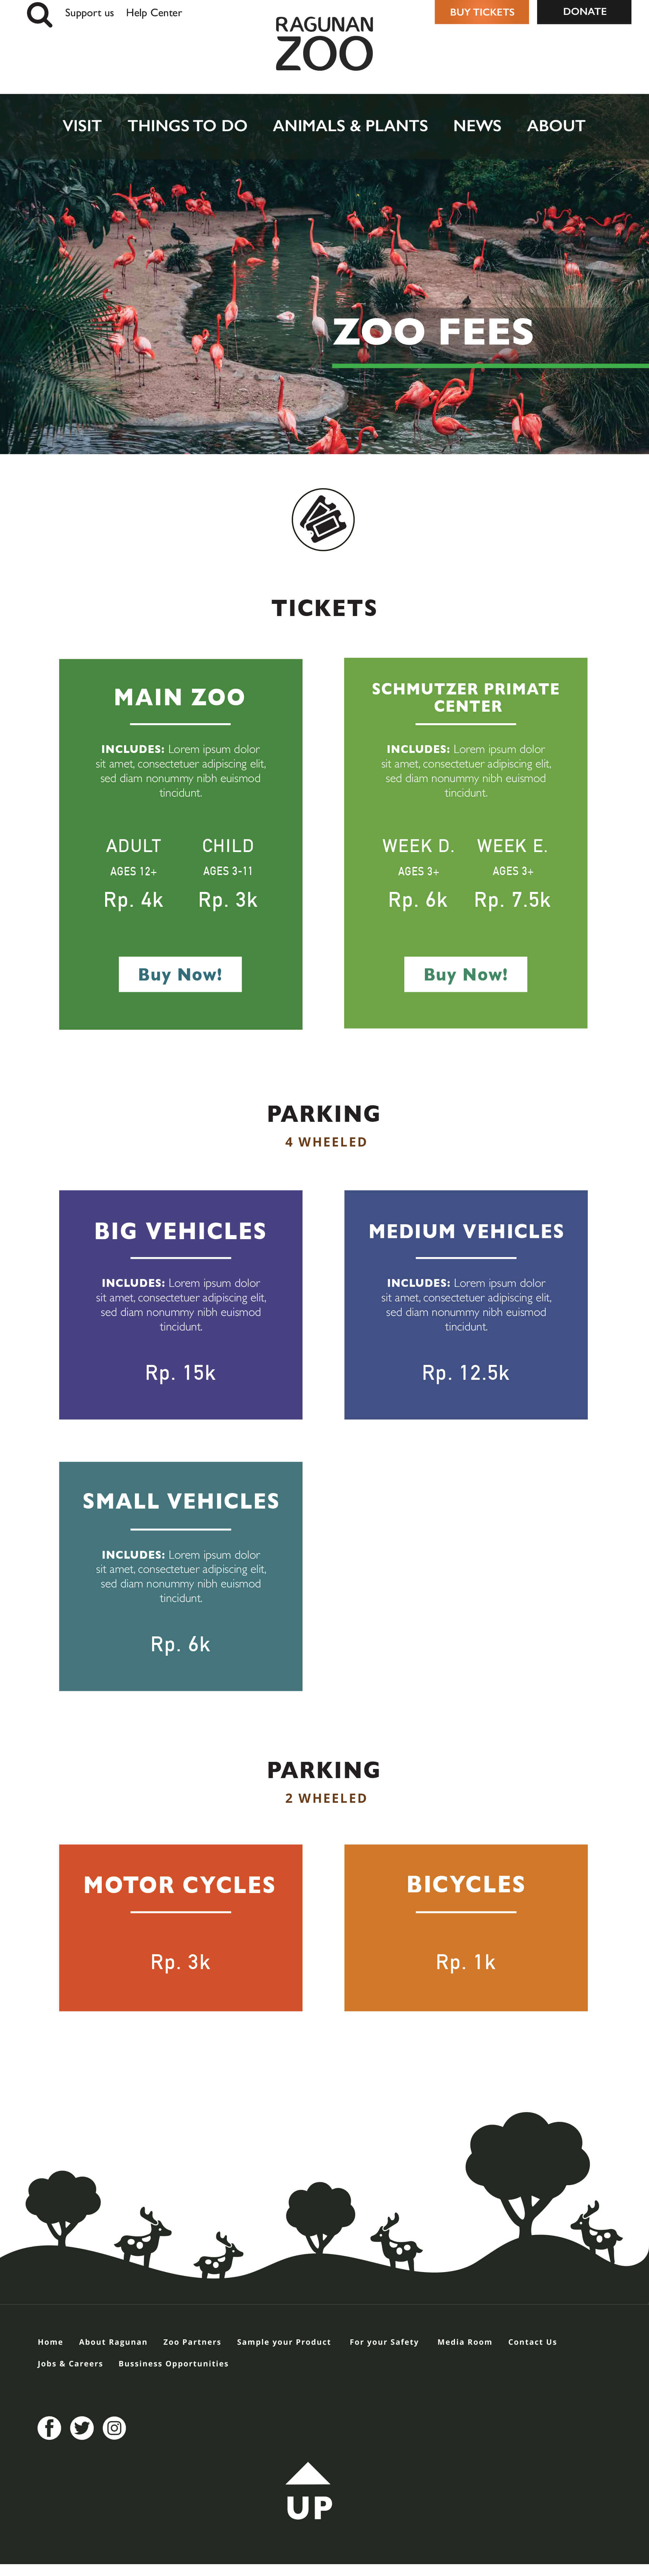 Support us Help Center
RAGUNAN
ZOO
BUY TICKETS
DONATE
VISIT THINGS TO DO ANIMALS & PLANTS NEWS ABOUT
ZOO FEES
TICKETS
MAIN ZOO
INCLUDES: Lorem ipsum dolor
sit amet, consectetuer adipiscing elit,
sed diam nonummy nibh euismod
tincidunt.
ADULT CHILD
AGES 12+ AGES 3-11
Rp. 4k Rp. 3k
Buy Now!
SCHMUTZER PRIMATE
CENTER
INCLUDES: Lorem ipsum dolor
sit amet, consectetuer adipiscing elit,
sed diam nonummy nibh euismod
tincidunt.
WEEK D. WEEK E.
AGES 3+ AGES 3+
Rp. 6k Rp. 7.5k
Buy Now!
PARKING
4 WHEELED
BIG VEHICLES
INCLUDES: Lorem ipsum dolor
sit amet, consectetuer adipiscing elit,
sed diam nonummy nibh euismod
tincidunt.
Rp. 15k
MEDIUM VEHICLES
INCLUDES: Lorem ipsum dolor
sit amet, consectetuer adipiscing elit,
sed diam nonummy nibh euismod
tincidunt.
Rp. 12.5k
SMALL VEHICLES
INCLUDES: Lorem ipsum dolor
sit amet, consectetuer adipiscing elit,
sed diam nonummy nibh euismod
tincidunt.
Rp. 6k
PARKING
2 WHEELED
MOTOR CYCLES
Rp. 3k
BICYCLES
Rp. 1k
Home About Ragunan Zoo Partners Sample your Product For your Safety Media Room Contact Us
Jobs & Careers Bussiness Opportunities
UP